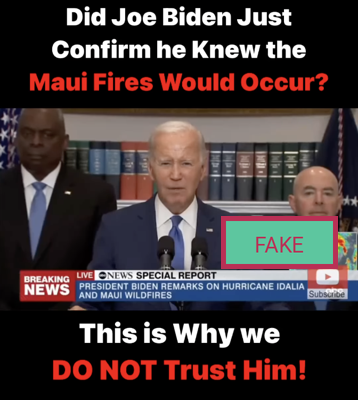 Did Joe Biden Just
Confirm he Knew the
Maui Fires Would Occur?
FAKE
BREAKING
NEWS
LIVE abc NEWS SPECIAL REPORT
PRESIDENT BIDEN REMARKS ON HURRICANE IDALIA
AND MAUI WILDFIRES
Subscribe
This is Why we
DO NOT Trust Him!